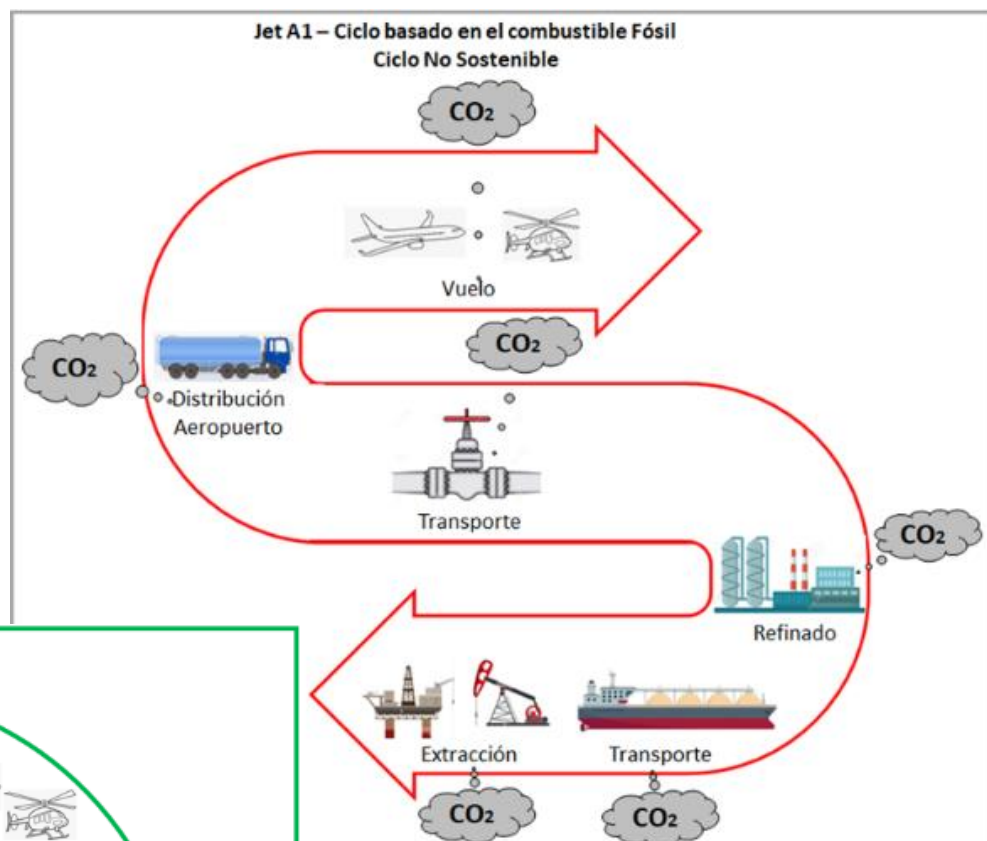 Jet A1 – Ciclo basado en el combustible Fósil
Ciclo No Sostenible
CO₂
Vuelo
CO₂
CO₂
Distribución
Aeropuerto
Transporte
CO₂
Refinado
Extracción
Transporte
CO₂
CO₂